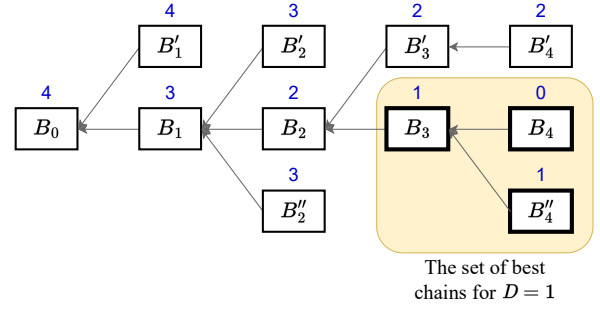 4 3 2 2
B′₁ B′₂ B′₃ B′₄
4 3 2 1 0
B₀ B₁ B₂ B₃ B₄
3 1
B″₂ B″₄
The set of best
chains for D = 1